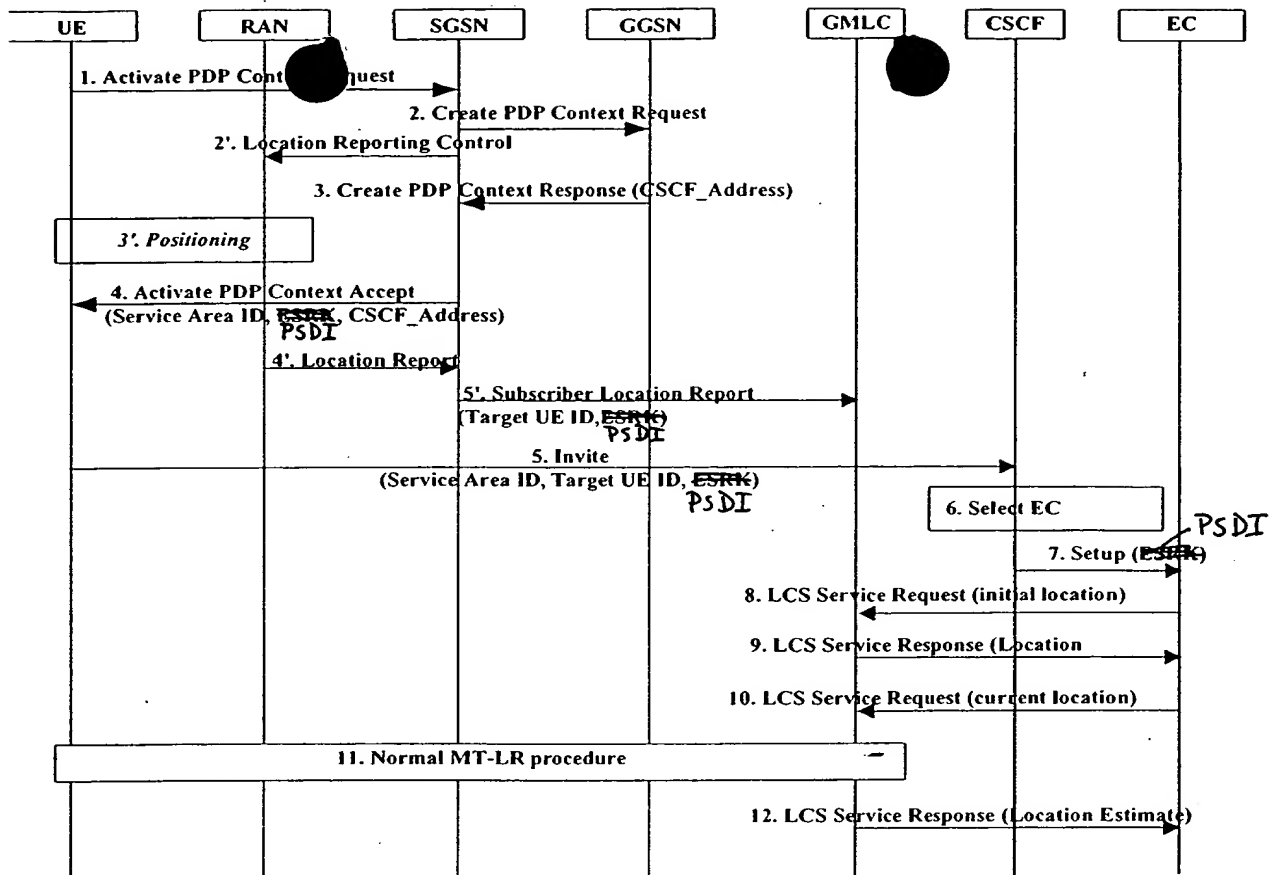 UE RAN SGSN GGSN GMLC CSCF EC
1. Activate PDP Cont quest
2. Create PDP Context Request
2'. Location Reporting Control
3. Create PDP Context Response (CSCF_Address)
3'. Positioning
4. Activate PDP Context Accept
(Service Area ID, ESRK, CSCF_Address)
PSDI
4'. Location Report
5'. Subscriber Location Report
(Target UE ID, ESRK)
PSDI
5. Invite
(Service Area ID, Target UE ID, ESRK)
PSDI
6. Select EC
PSDI
7. Setup (ESRK)
8. LCS Service Request (initial location)
9. LCS Service Response (Location
10. LCS Service Request (current location)
11. Normal MT-LR procedure
12. LCS Service Response (Location Estimate)